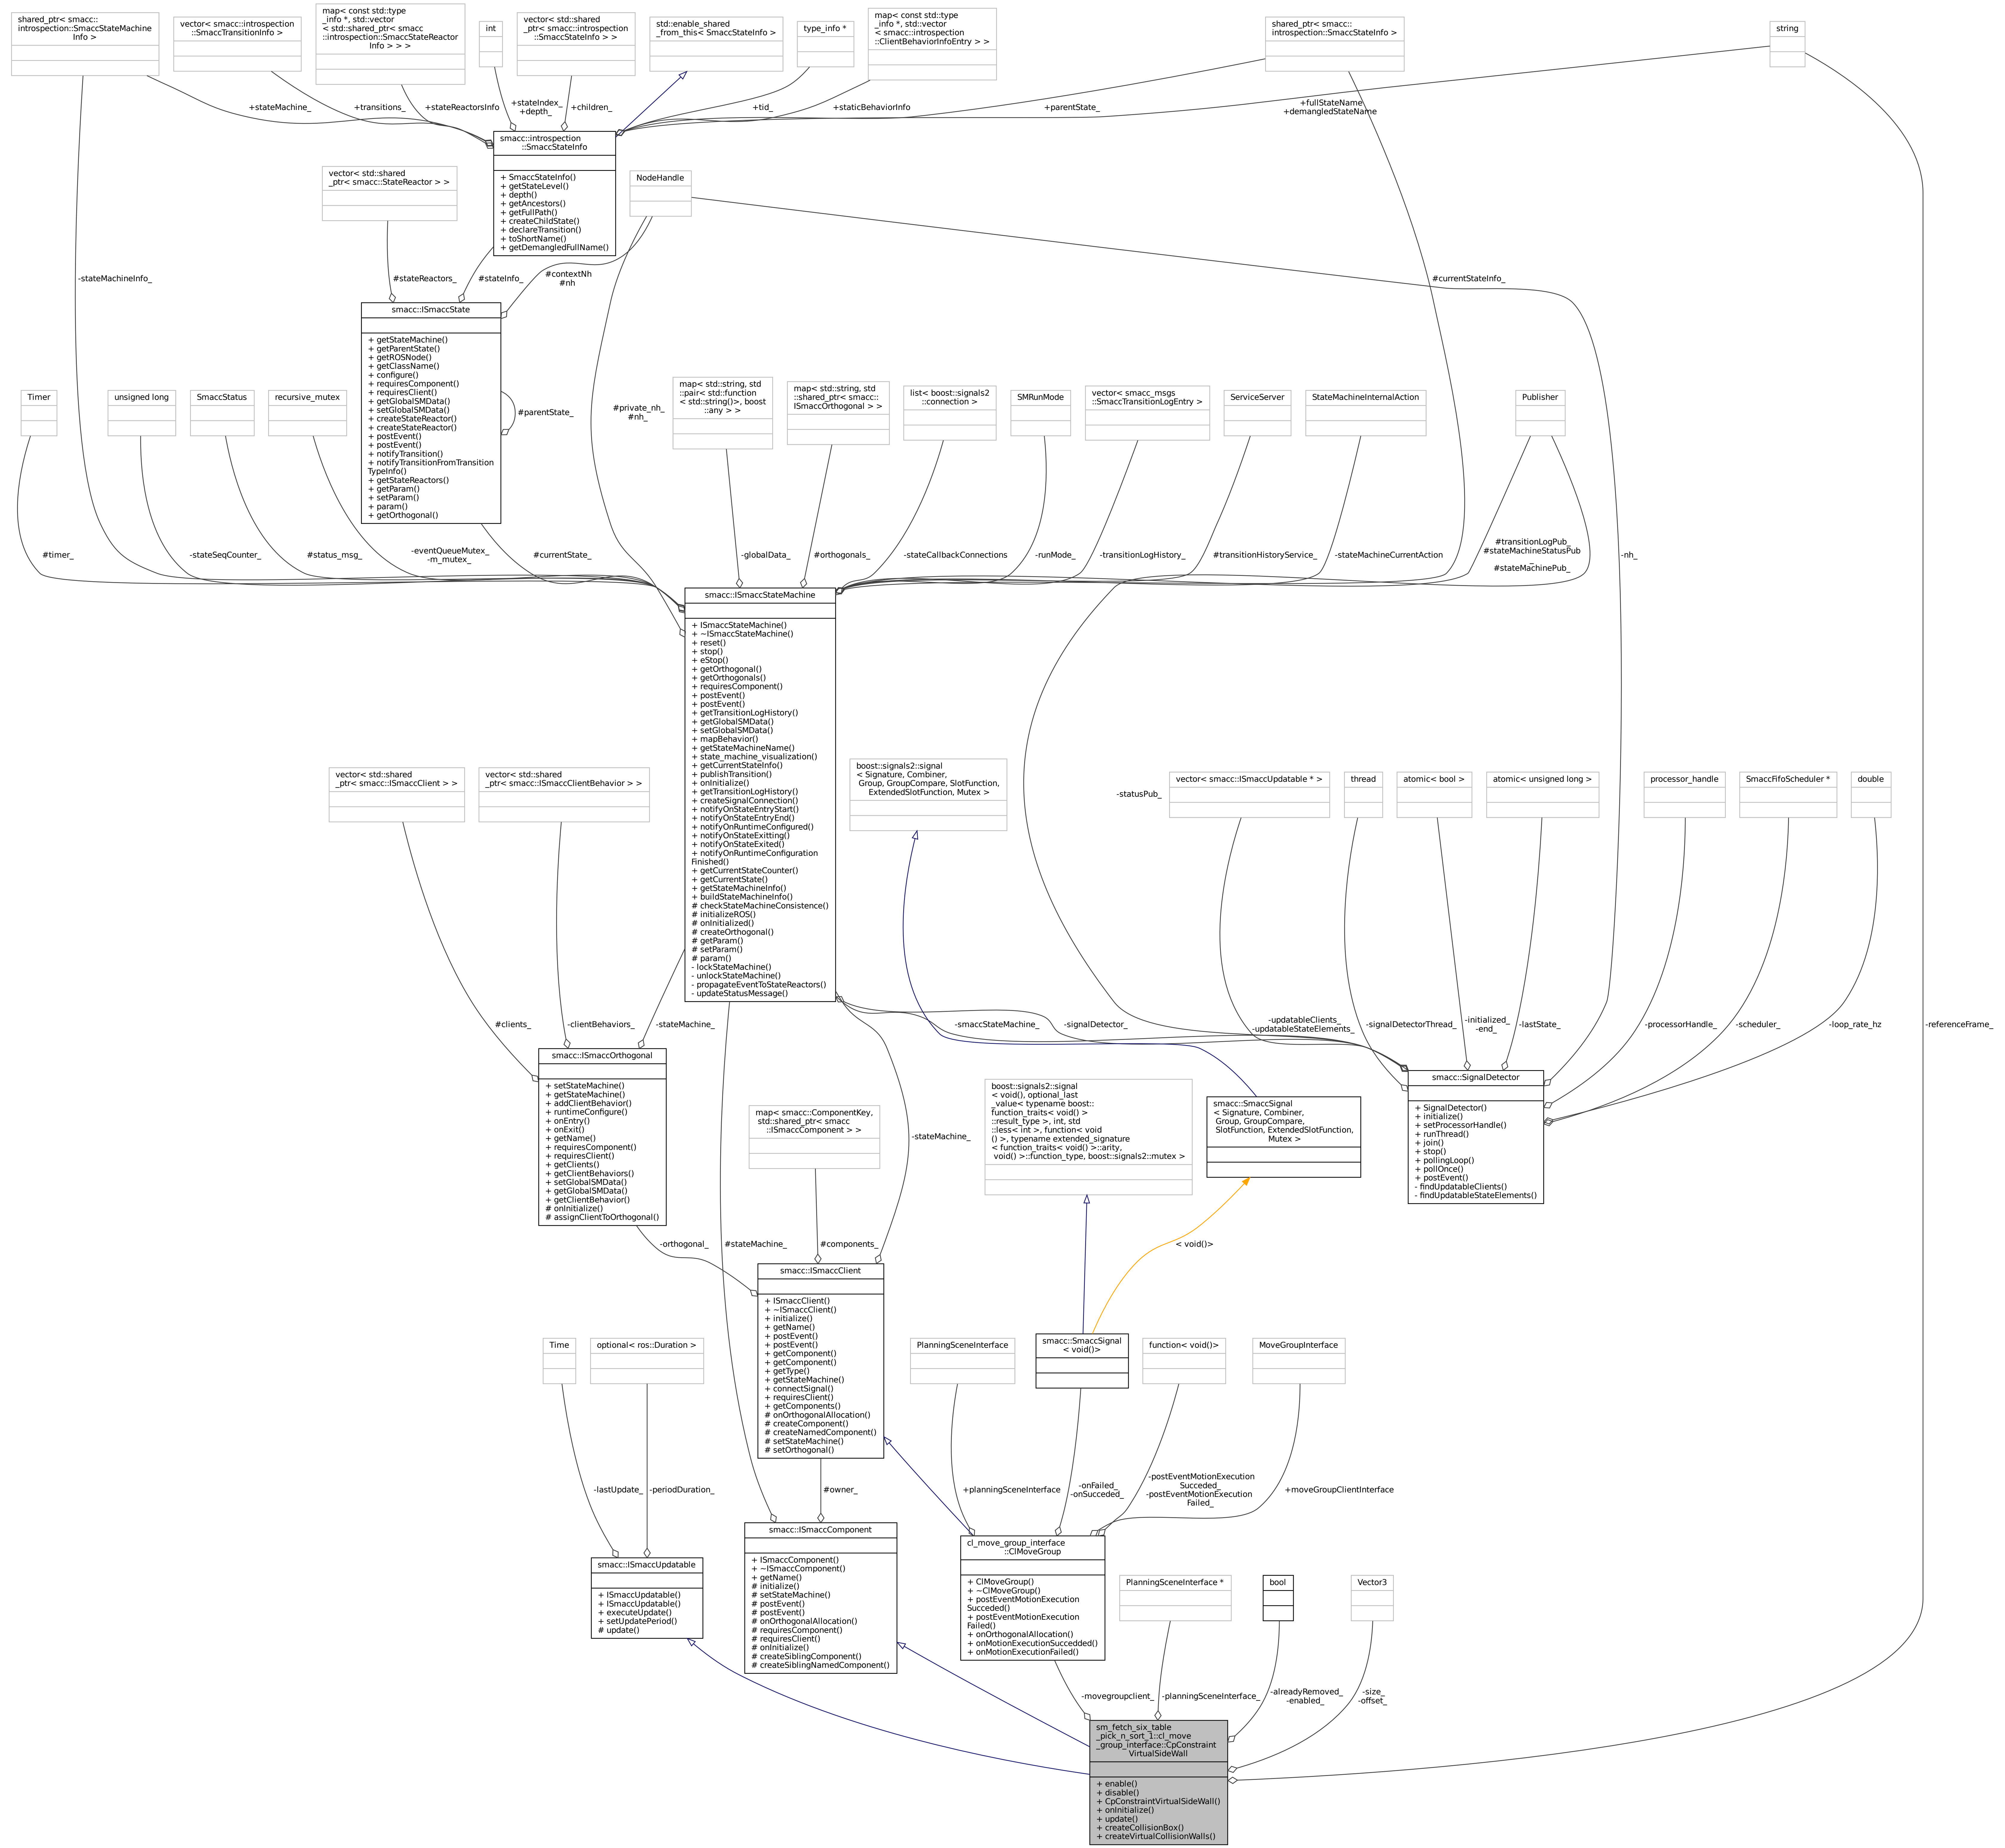 shared_ptr< smacc::
introspection::SmaccStateMachine
Info >
vector< smacc::introspection
::SmaccTransitionInfo >
map< const std::type
_info *, std::vector
< std::shared_ptr< smacc
::introspection::SmaccStateReactor
Info > > >
int
vector< std::shared
_ptr< smacc::introspection
::SmaccStateInfo > >
std::enable_shared
_from_this< SmaccStateInfo >
type_info *
map< const std::type
_info *, std::vector
< smacc::introspection
::ClientBehaviorInfoEntry > >
shared_ptr< smacc::
introspection::SmaccStateInfo >
string
+stateMachine_
+transitions_
+stateReactorsInfo
+stateIndex_
+depth_
+children_
+tid_
+staticBehaviorInfo
+parentState_
+fullStateName
+demangledStateName
smacc::introspection
::SmaccStateInfo
+ SmaccStateInfo()
+ getStateLevel()
+ depth()
+ getAncestors()
+ getFullPath()
+ createChildState()
+ declareTransition()
+ toShortName()
+ getDemangledFullName()
vector< std::shared
_ptr< smacc::StateReactor > >
NodeHandle
-stateMachineInfo_
#stateReactors_
#stateInfo_
#contextNh
#nh
#currentStateInfo_
smacc::ISmaccState
+ getStateMachine()
+ getParentState()
+ getROSNode()
+ getClassName()
+ configure()
+ requiresComponent()
+ requiresClient()
+ getGlobalSMData()
+ setGlobalSMData()
+ createStateReactor()
+ createStateReactor()
+ postEvent()
+ postEvent()
+ notifyTransition()
+ notifyTransitionFromTransition
TypeInfo()
+ getStateReactors()
+ getParam()
+ setParam()
+ param()
+ getOrthogonal()
#parentState_
#private_nh_
#nh_
Timer
unsigned long
SmaccStatus
recursive_mutex
map< std::string, std
::pair< std::function
< std::string()>, boost
::any > >
map< std::string, std
::shared_ptr< smacc::
ISmaccOrthogonal > >
list< boost::signals2
::connection >
SMRunMode
vector< smacc_msgs
::SmaccTransitionLogEntry >
ServiceServer
StateMachineInternalAction
Publisher
#timer_
-stateSeqCounter_
#status_msg_
-eventQueueMutex_
-m_mutex_
#currentState_
-globalData_
#orthogonals_
-stateCallbackConnections
-runMode_
-transitionLogHistory_
#transitionHistoryService_
-stateMachineCurrentAction
#transitionLogPub_
#stateMachineStatusPub
_
#stateMachinePub_
-nh_
smacc::ISmaccStateMachine
+ ISmaccStateMachine()
+ ~ISmaccStateMachine()
+ reset()
+ stop()
+ eStop()
+ getOrthogonal()
+ getOrthogonals()
+ requiresComponent()
+ postEvent()
+ postEvent()
+ getTransitionLogHistory()
+ getGlobalSMData()
+ setGlobalSMData()
+ mapBehavior()
+ getStateMachineName()
+ state_machine_visualization()
+ getCurrentStateInfo()
+ publishTransition()
+ onInitialize()
+ getTransitionLogHistory()
+ createSignalConnection()
+ notifyOnStateEntryStart()
+ notifyOnStateEntryEnd()
+ notifyOnRuntimeConfigured()
+ notifyOnStateExitting()
+ notifyOnStateExited()
+ notifyOnRuntimeConfiguration
Finished()
+ getCurrentStateCounter()
+ getCurrentState()
+ getStateMachineInfo()
+ buildStateMachineInfo()
# checkStateMachineConsistence()
# initializeROS()
# onInitialized()
# createOrthogonal()
# getParam()
# setParam()
# param()
- lockStateMachine()
- unlockStateMachine()
- propagateEventToStateReactors()
- updateStatusMessage()
vector< std::shared
_ptr< smacc::ISmaccClient > >
vector< std::shared
_ptr< smacc::ISmaccClientBehavior > >
boost::signals2::signal
< Signature, Combiner,
Group, GroupCompare, SlotFunction,
ExtendedSlotFunction, Mutex >
-statusPub_
vector< smacc::ISmaccUpdatable * >
thread
atomic< bool >
atomic< unsigned long >
processor_handle
SmaccFifoScheduler *
double
#clients_
-clientBehaviors_
-stateMachine_
-smaccStateMachine_
-signalDetector_
-updatableClients_
-updatableStateElements_
-signalDetectorThread_
-initialized_
-end_
-lastState_
-processorHandle_
-scheduler_
-loop_rate_hz
-referenceFrame_
smacc::ISmaccOrthogonal
+ setStateMachine()
+ getStateMachine()
+ addClientBehavior()
+ runtimeConfigure()
+ onEntry()
+ onExit()
+ getName()
+ requiresComponent()
+ requiresClient()
+ getClients()
+ getClientBehaviors()
+ setGlobalSMData()
+ getGlobalSMData()
+ getClientBehavior()
# onInitialize()
# assignClientToOrthogonal()
map< smacc::ComponentKey,
std::shared_ptr< smacc
::ISmaccComponent > >
-stateMachine_
boost::signals2::signal
< void(), optional_last
_value< typename boost::
function_traits< void() >
::result_type >, int, std
::less< int >, function< void
() >, typename extended_signature
< function_traits< void() >::arity,
void() >::function_type, boost::signals2::mutex >
smacc::SmaccSignal
< Signature, Combiner,
Group, GroupCompare,
SlotFunction, ExtendedSlotFunction,
Mutex >
smacc::SignalDetector
+ SignalDetector()
+ initialize()
+ setProcessorHandle()
+ runThread()
+ join()
+ stop()
+ pollingLoop()
+ pollOnce()
+ postEvent()
- findUpdatableClients()
- findUpdatableStateElements()
-orthogonal_
#stateMachine_
#components_
< void()>
smacc::ISmaccClient
+ ISmaccClient()
+ ~ISmaccClient()
+ initialize()
+ getName()
+ postEvent()
+ postEvent()
+ getComponent()
+ getComponent()
+ getType()
+ getStateMachine()
+ connectSignal()
+ requiresClient()
+ getComponents()
# onOrthogonalAllocation()
# createComponent()
# createNamedComponent()
# setStateMachine()
# setOrthogonal()
Time
optional< ros::Duration >
PlanningSceneInterface
smacc::SmaccSignal
< void()>
function< void()>
MoveGroupInterface
-lastUpdate_
-periodDuration_
#owner_
+planningSceneInterface
-onFailed_
-onSucceded_
-postEventMotionExecution
Succeded_
-postEventMotionExecution
Failed_
+moveGroupClientInterface
smacc::ISmaccUpdatable
+ ISmaccUpdatable()
+ ISmaccUpdatable()
+ executeUpdate()
+ setUpdatePeriod()
# update()
smacc::ISmaccComponent
+ ISmaccComponent()
+ ~ISmaccComponent()
+ getName()
# initialize()
# setStateMachine()
# postEvent()
# postEvent()
# onOrthogonalAllocation()
# requiresComponent()
# requiresClient()
# onInitialize()
# createSiblingComponent()
# createSiblingNamedComponent()
cl_move_group_interface
::ClMoveGroup
+ ClMoveGroup()
+ ~ClMoveGroup()
+ postEventMotionExecution
Succeded()
+ postEventMotionExecution
Failed()
+ onOrthogonalAllocation()
+ onMotionExecutionSuccedded()
+ onMotionExecutionFailed()
PlanningSceneInterface *
bool
Vector3
-movegroupclient_
-planningSceneInterface_
-alreadyRemoved_
-enabled_
-size_
-offset_
sm_fetch_six_table
_pick_n_sort_1::cl_move
_group_interface::CpConstraint
VirtualSideWall
+ enable()
+ disable()
+ CpConstraintVirtualSideWall()
+ onInitialize()
+ update()
+ createCollisionBox()
+ createVirtualCollisionWalls()